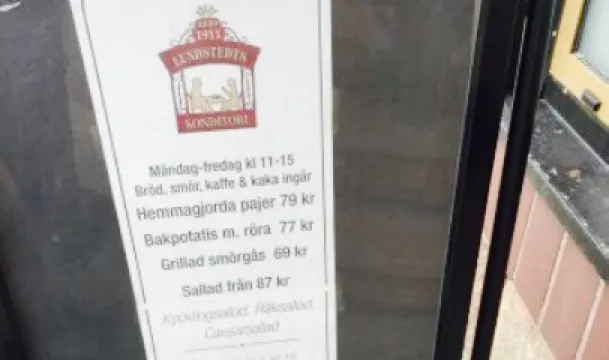 1911
LUNDSTEDTS
KONDITORI
Måndag-fredag kl 11-15
Bröd, smör, kaffe & kaka ingår
Hemmagjorda pajer 79 kr
Bakpotatis m. röra 77 kr
Grillad smörgås 69 kr
Sallad från 87 kr
Kycklingsallad, Räksallad,
Caesarsallad